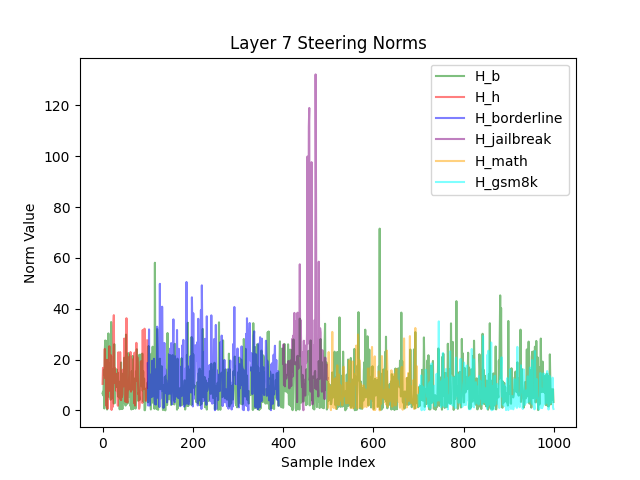 Layer 7 Steering Norms
Norm Value
120
100
80
60
40
20
0
H_b
H_h
H_borderline
H_jailbreak
H_math
H_gsm8k
0 200 400 600 800 1000
Sample Index